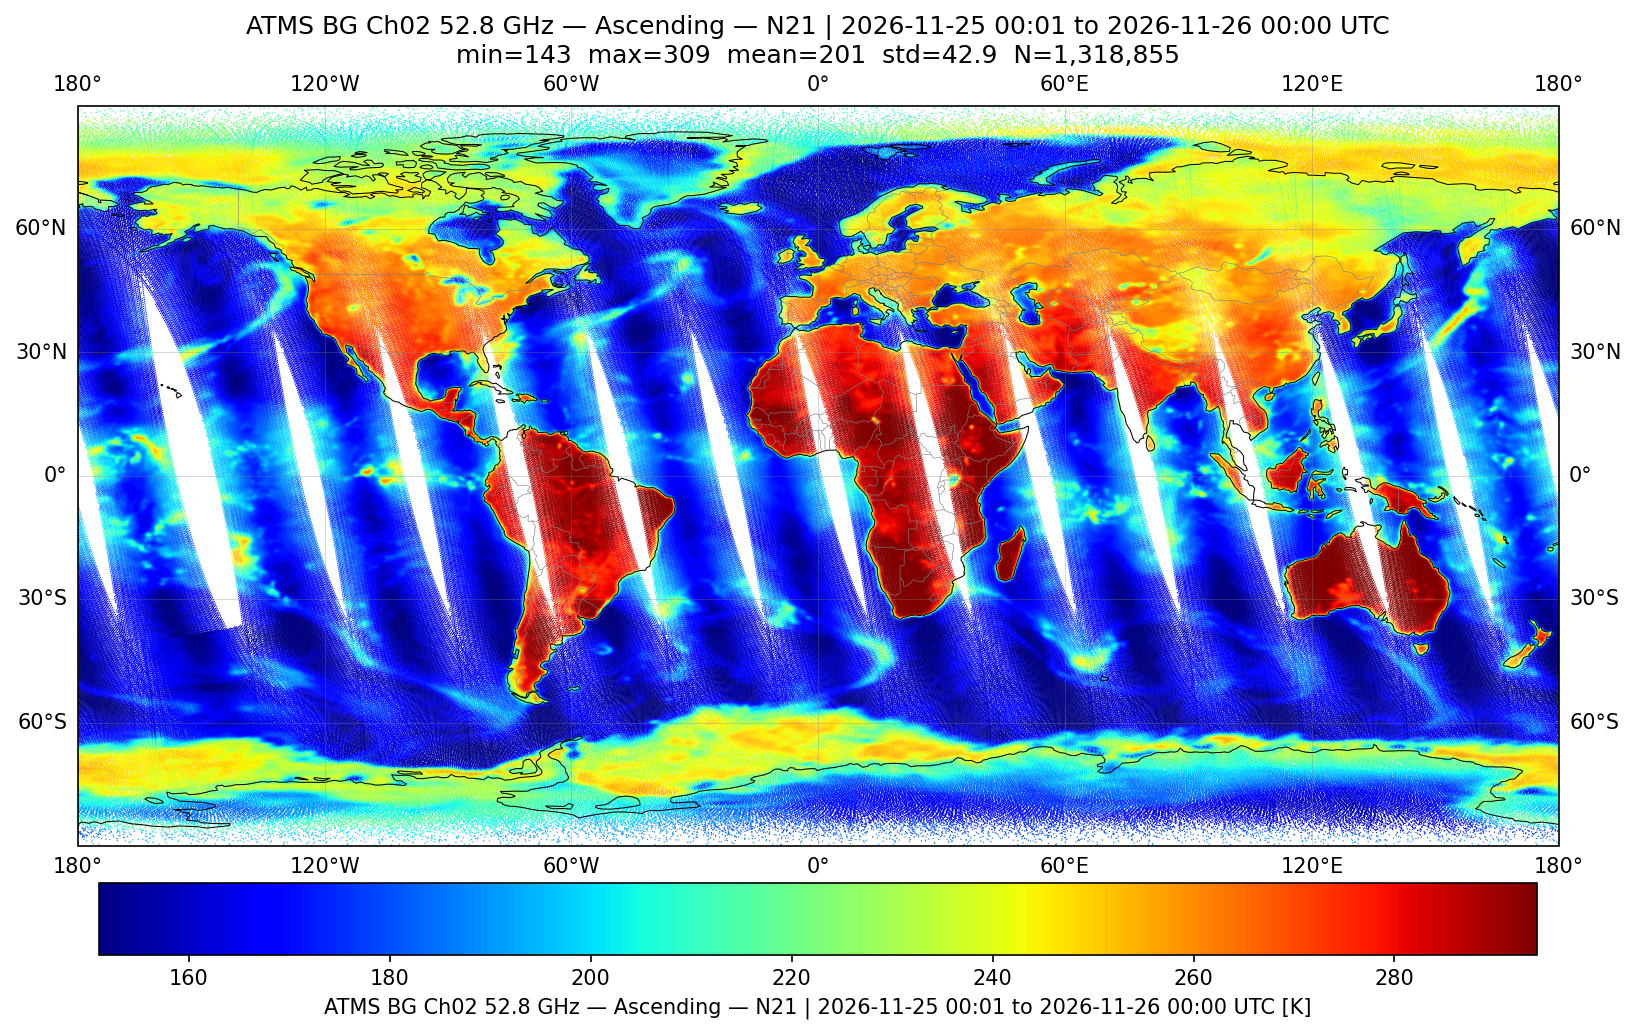 ATMS BG Ch02 52.8 GHz — Ascending — N21 | 2026-11-25 00:01 to 2026-11-26 00:00 UTC
min=143 max=309 mean=201 std=42.9 N=1,318,855
180° 120°W 60°W 0° 60°E 120°E 180°
60°N 60°N
30°N 30°N
0° 0°
30°S 30°S
60°S 60°S
180° 120°W 60°W 0° 60°E 120°E 180°
160 180 200 220 240 260 280
ATMS BG Ch02 52.8 GHz — Ascending — N21 | 2026-11-25 00:01 to 2026-11-26 00:00 UTC [K]